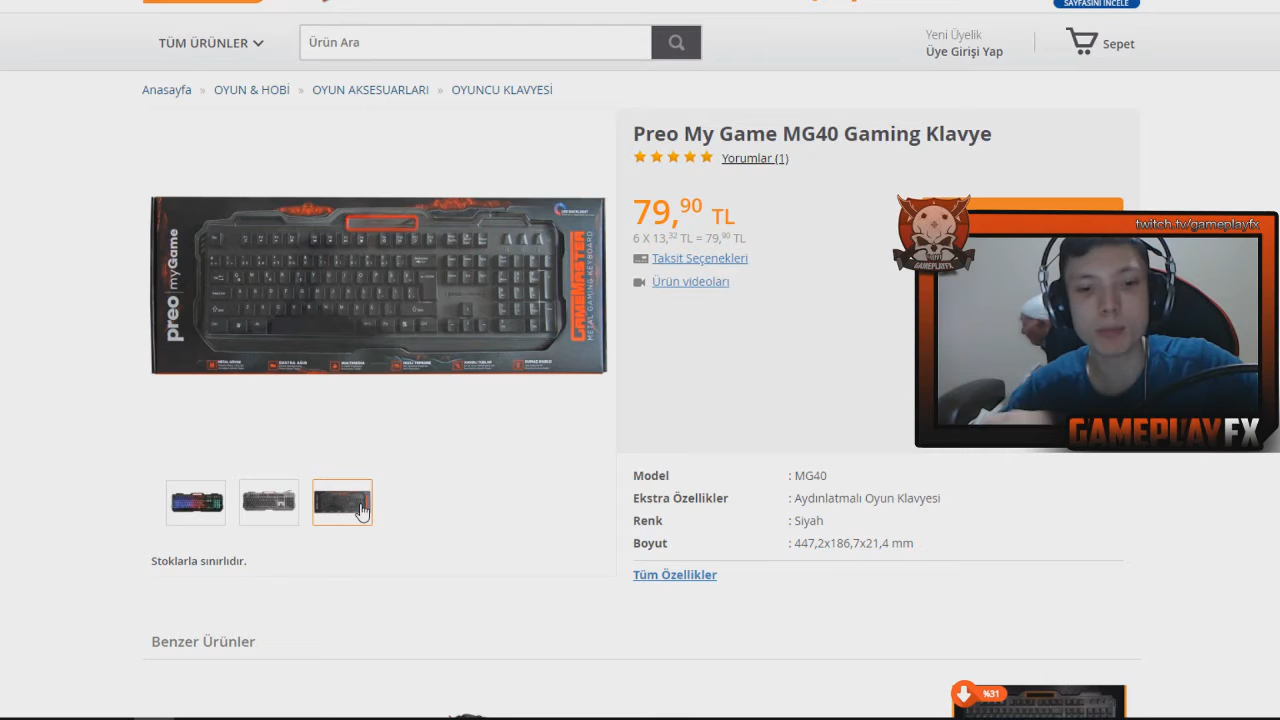 SAYFASINI İNCELE
TÜM ÜRÜNLER
Ürün Ara
Yeni Üyelik
Üye Girişi Yap
Sepet
Anasayfa » OYUN & HOBİ » OYUN AKSESUARLARI » OYUNCU KLAVYESİ
Preo My Game MG40 Gaming Klavye
Yorumlar (1)
79,90 TL
6 X 13,32 TL = 79,90 TL
Taksit Seçenekleri
Ürün videoları
preo | myGame
GAMEMASTER
METAL GAMING KEYBOARD
twitch.tv/gameplayfx
GAMEPLAYFX
GAMEPLAYFX
Model : MG40
Ekstra Özellikler : Aydınlatmalı Oyun Klavyesi
Renk : Siyah
Boyut : 447,2x186,7x21,4 mm
Tüm Özellikler
Stoklarla sınırlıdır.
Benzer Ürünler
%31